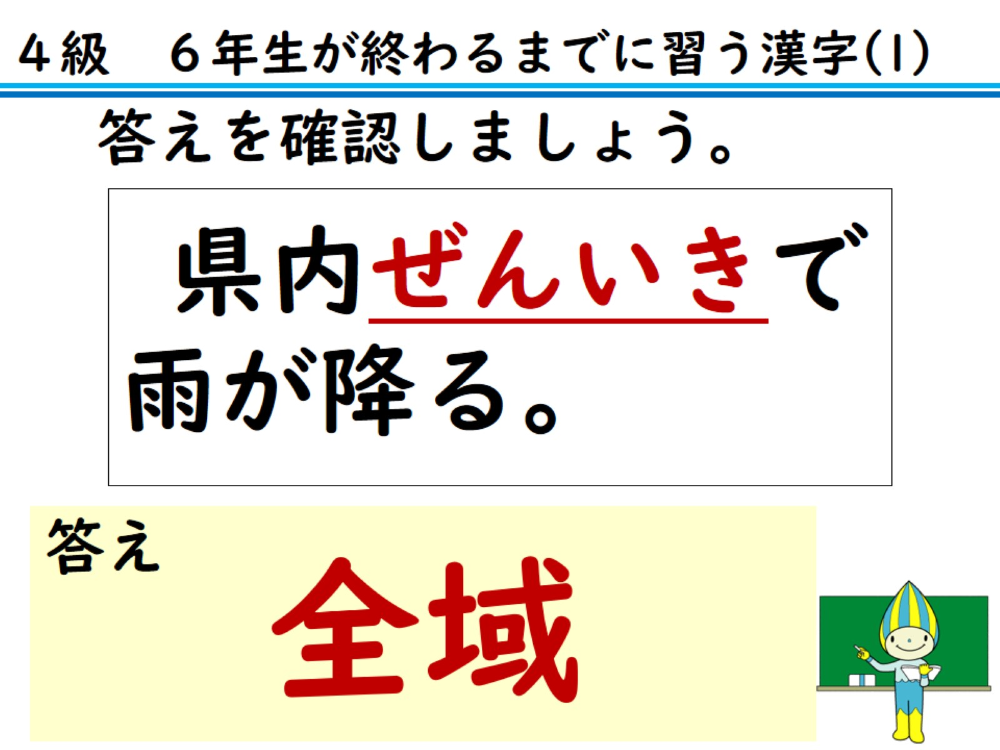 ４級　６年生が終わるまでに習う漢字(1)
答えを確認しましょう。
県内ぜんいきで
雨が降る。
答え
全域